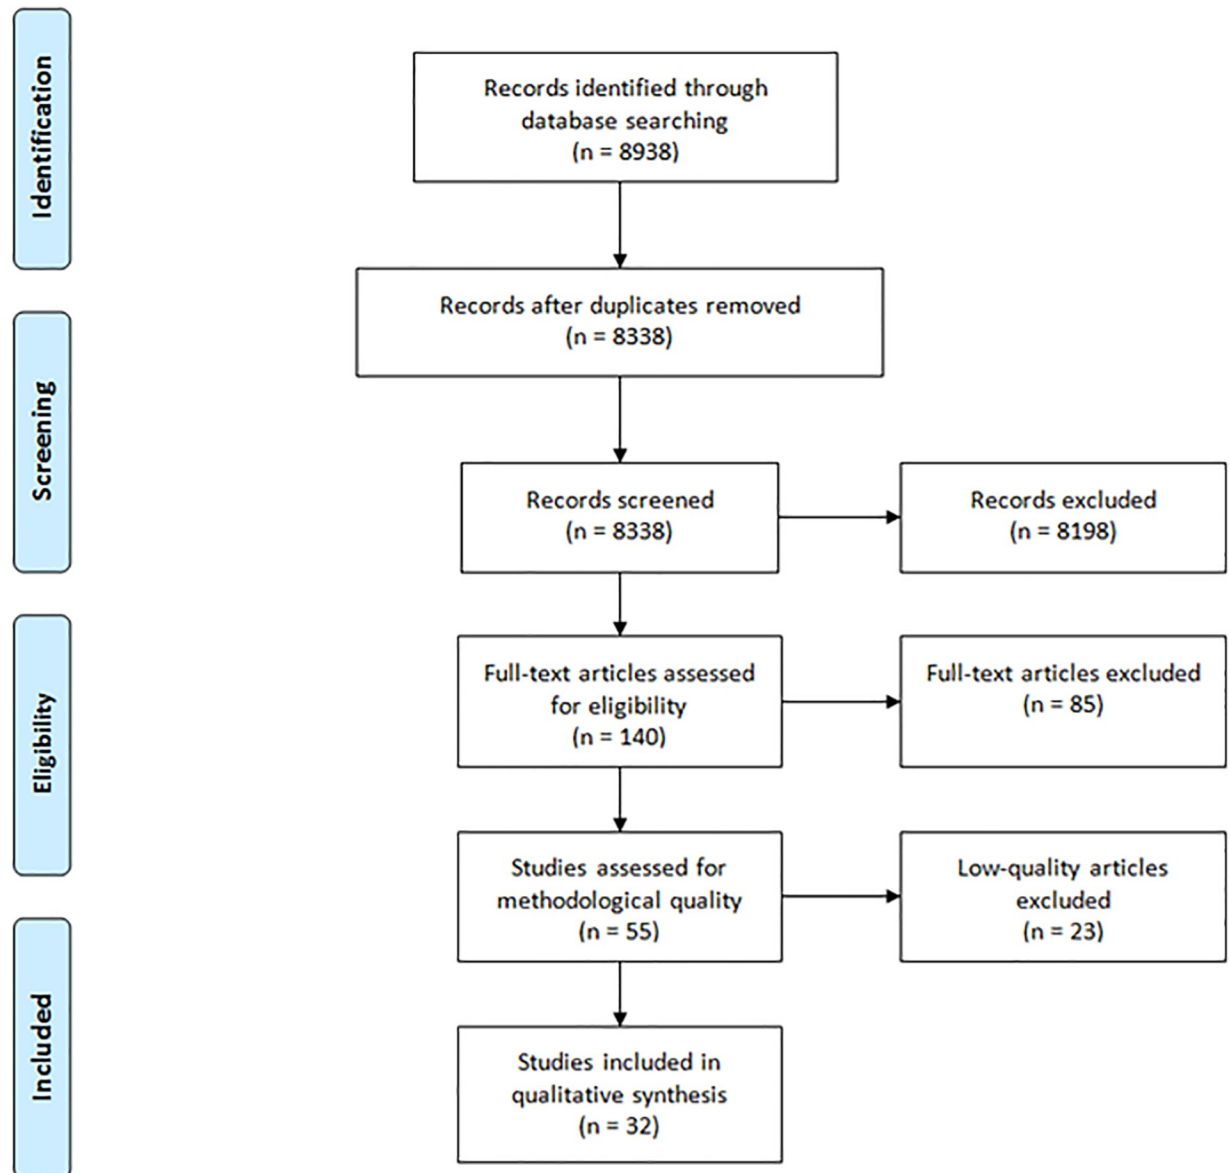 Identification
Records identified through
database searching
(n = 8938)
Records after duplicates removed
(n = 8338)
Screening
Records screened
(n = 8338)
Records excluded
(n = 8198)
Eligibility
Full-text articles assessed
for eligibility
(n = 140)
Full-text articles excluded
(n = 85)
Studies assessed for
methodological quality
(n = 55)
Low-quality articles
excluded
(n = 23)
Included
Studies included in
qualitative synthesis
(n = 32)